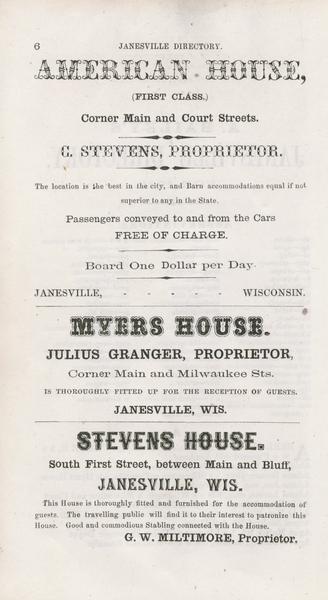 6 JANESVILLE DIRECTORY.
AMERICAN HOUSE,
(FIRST CLASS.)
Corner Main and Court Streets.
C. STEVENS, PROPRIETOR.
The location is the best in the city, and Barn accommodations equal if not
superior to any in the State.
Passengers conveyed to and from the Cars
FREE OF CHARGE.
Board One Dollar per Day.
JANESVILLE, - - - - - WISCONSIN.
MYERS HOUSE.
JULIUS GRANGER, PROPRIETOR,
Corner Main and Milwaukee Sts.
IS THOROUGHLY FITTED UP FOR THE RECEPTION OF GUESTS.
JANESVILLE, WIS.
STEVENS HOUSE.
South First Street, between Main and Bluff,
JANESVILLE, WIS.
This House is thoroughly fitted and furnished for the accommodation of
guests. The travelling public will find it to their interest to patronize this
House. Good and commodious Stabling connected with the House.
G. W. MILTIMORE, Proprietor.